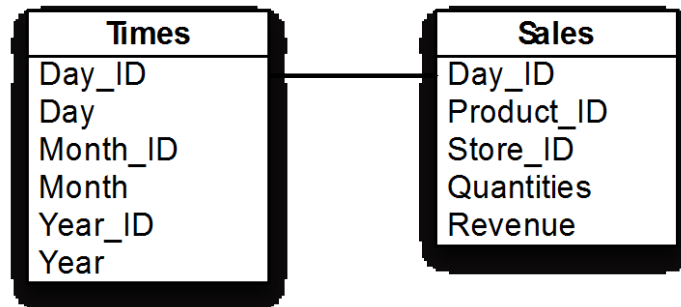 Times
Day_ID
Day
Month_ID
Month
Year_ID
Year
Sales
Day_ID
Product_ID
Store_ID
Quantities
Revenue